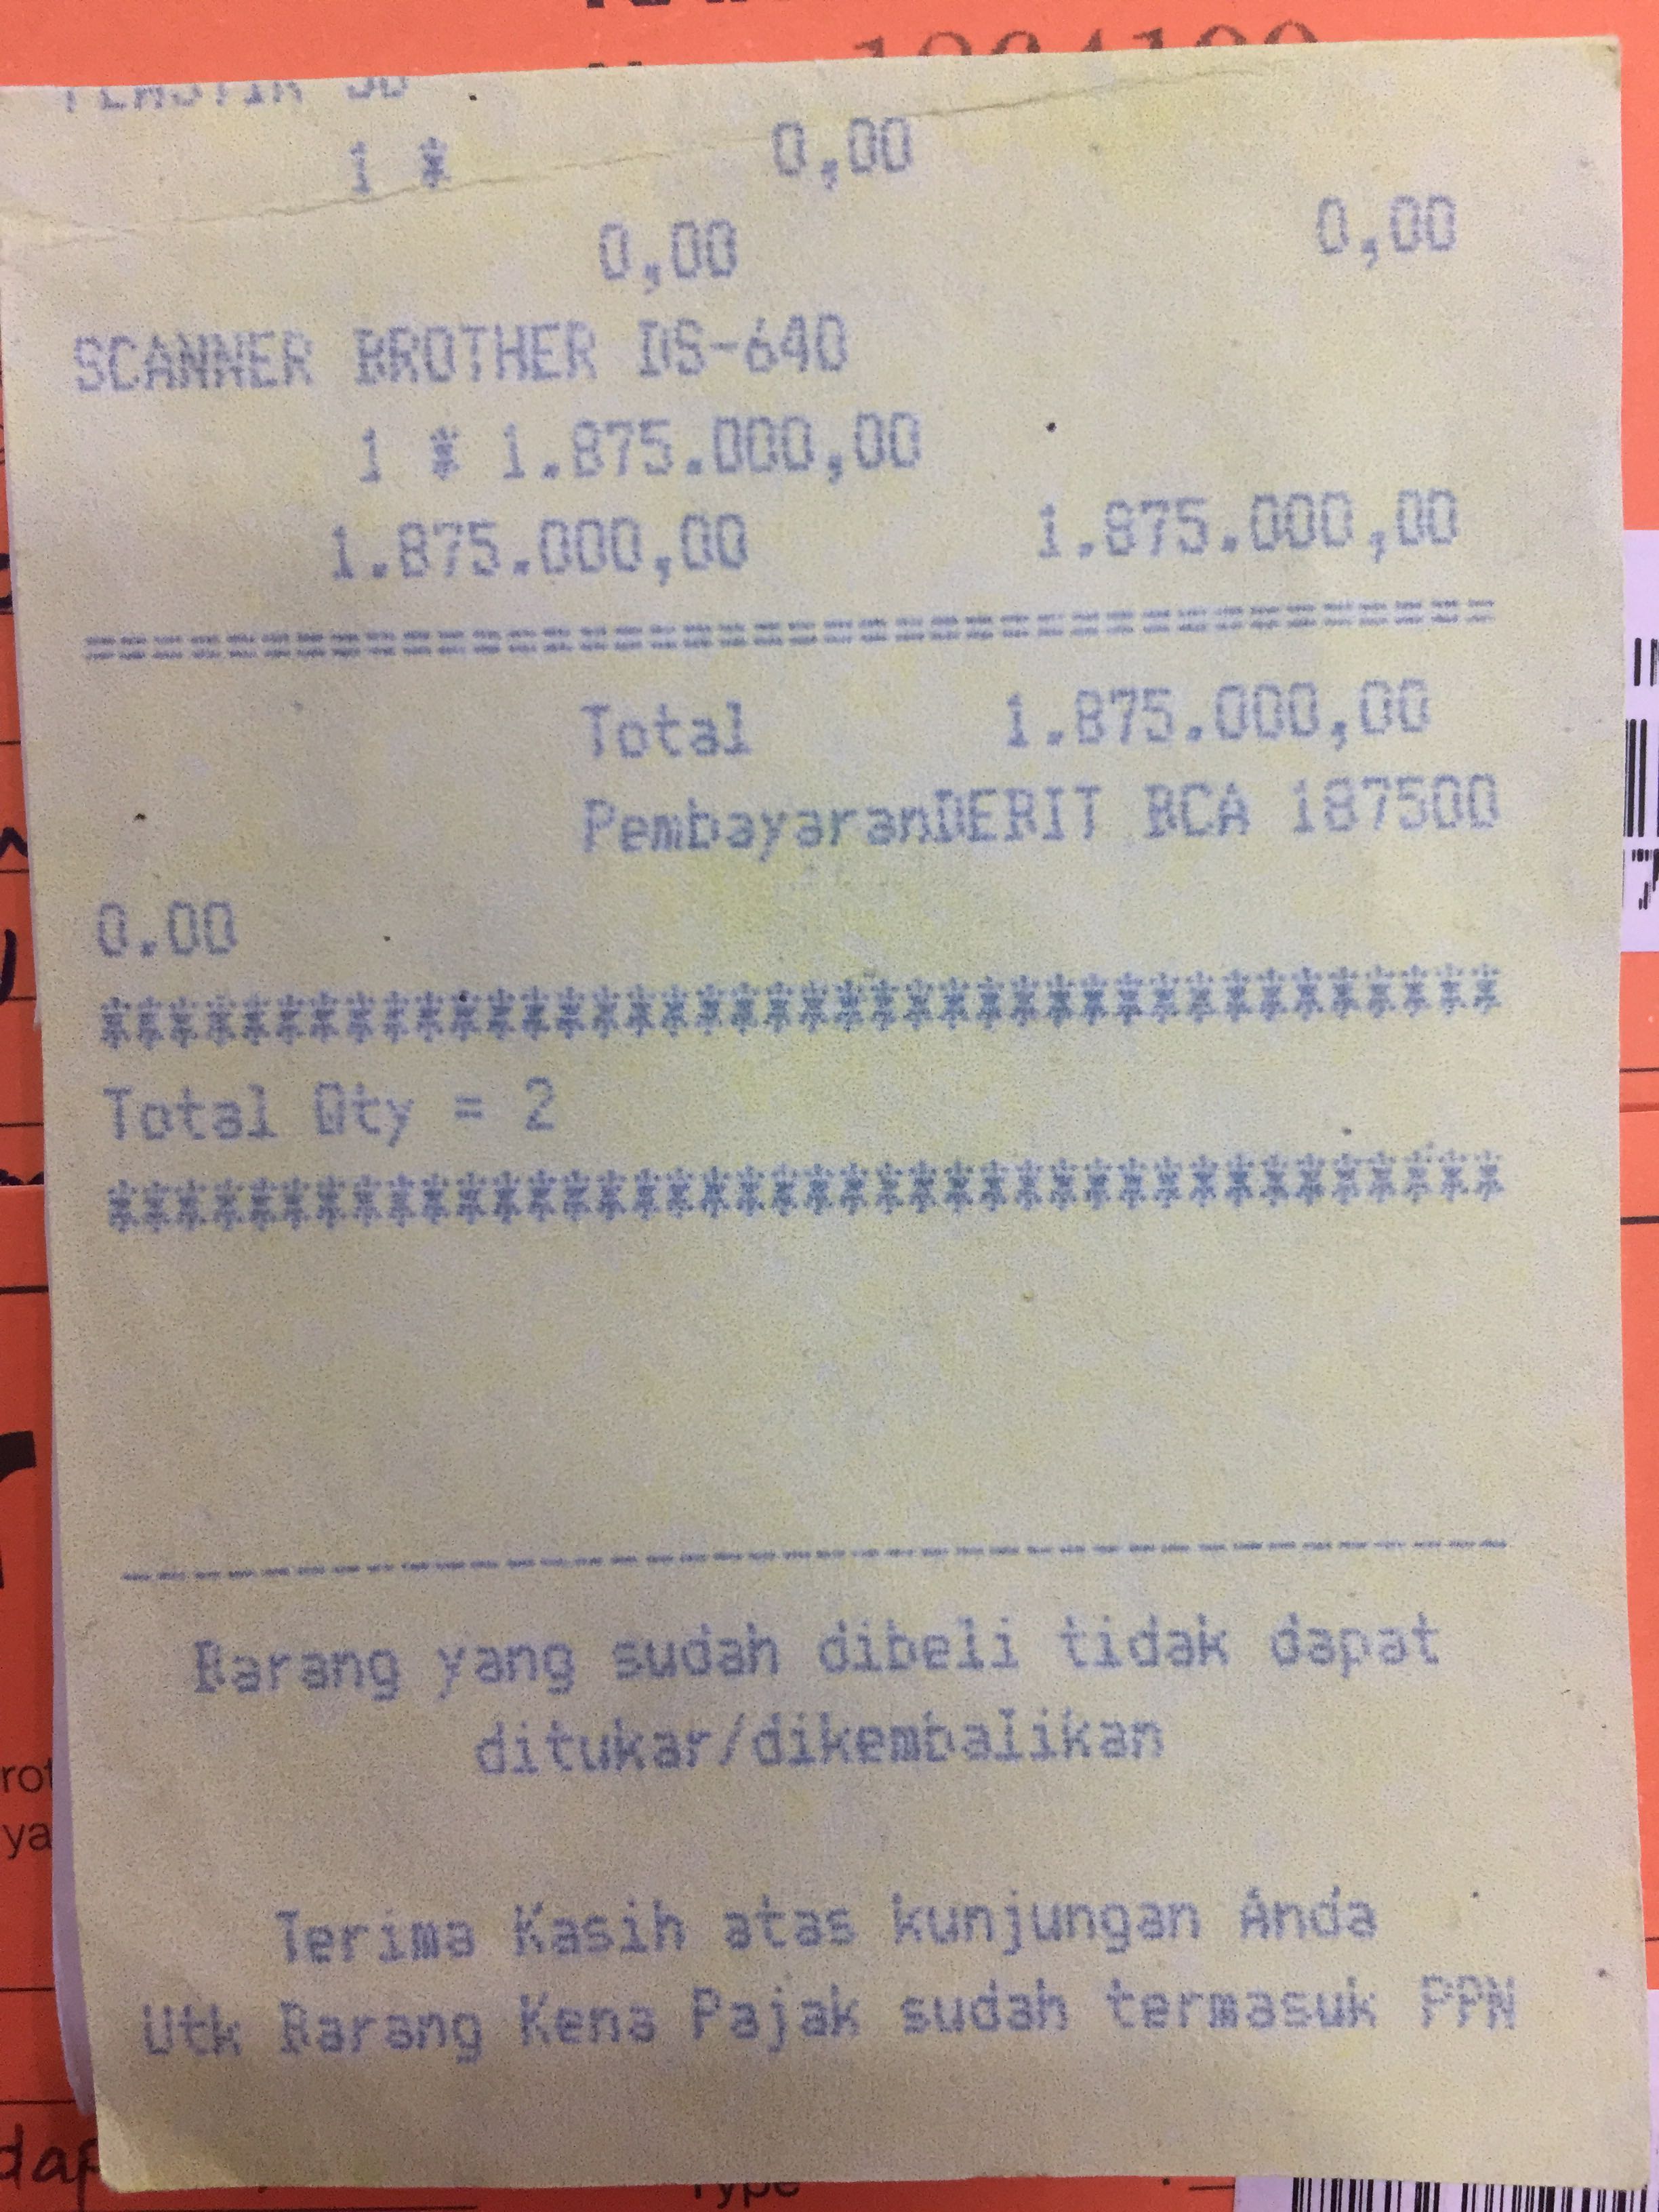 PLASTIK 50
1 * 0,00
0,00 0,00
SCANNER BROTHER DS-640
1 * 1.875.000,00
1.875.000,00 1.875.000,00
========================================
Total 1.875.000,00
PembayaranDEBIT BCA 187500
0.00
****************************************
Total Qty = 2
****************************************
----------------------------------------
Barang yang sudah dibeli tidak dapat
ditukar/dikembalikan
Terima Kasih atas kunjungan Anda
Utk Barang Kena Pajak sudah termasuk PPN
Type